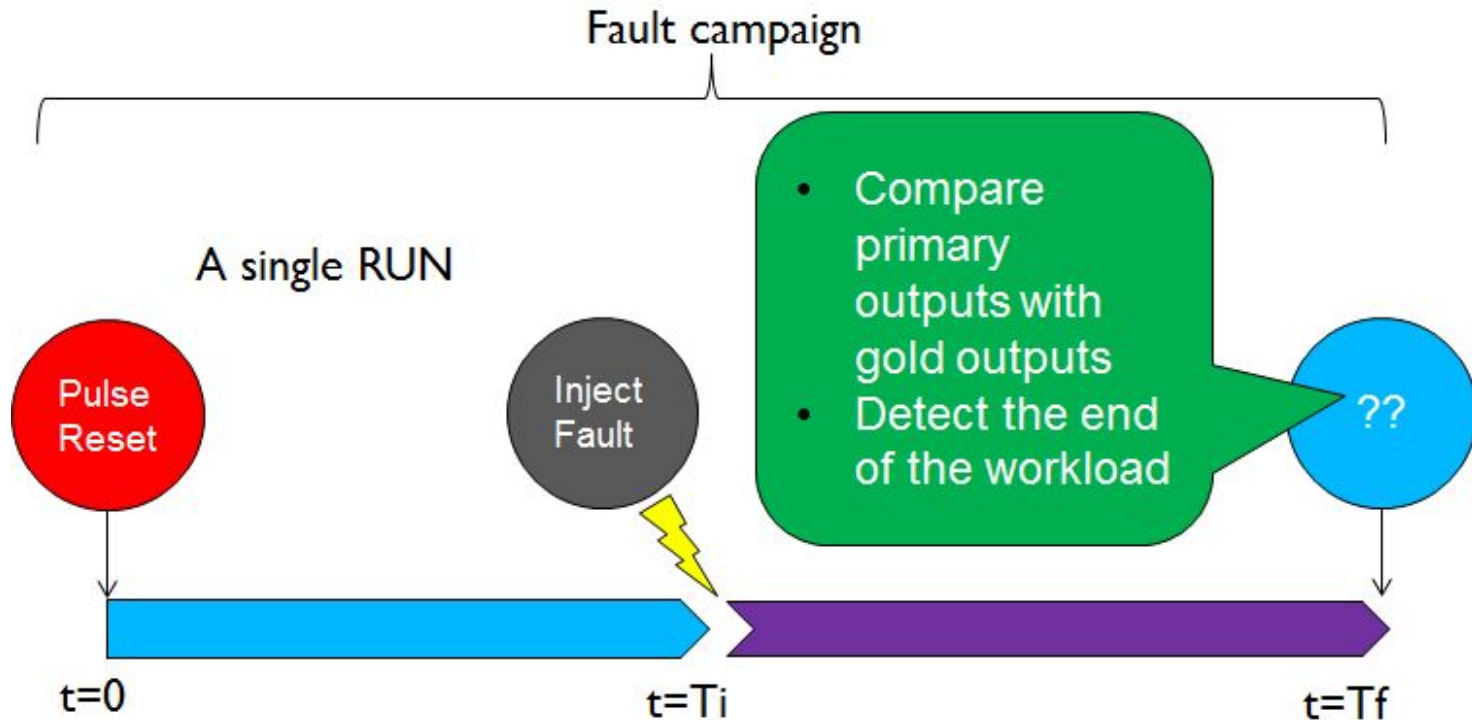 Fault campaign
A single RUN
Pulse
Reset
Inject
Fault
• Compare
primary
outputs with
gold outputs
• Detect the end
of the workload
??
t=0
t=Ti
t=Tf